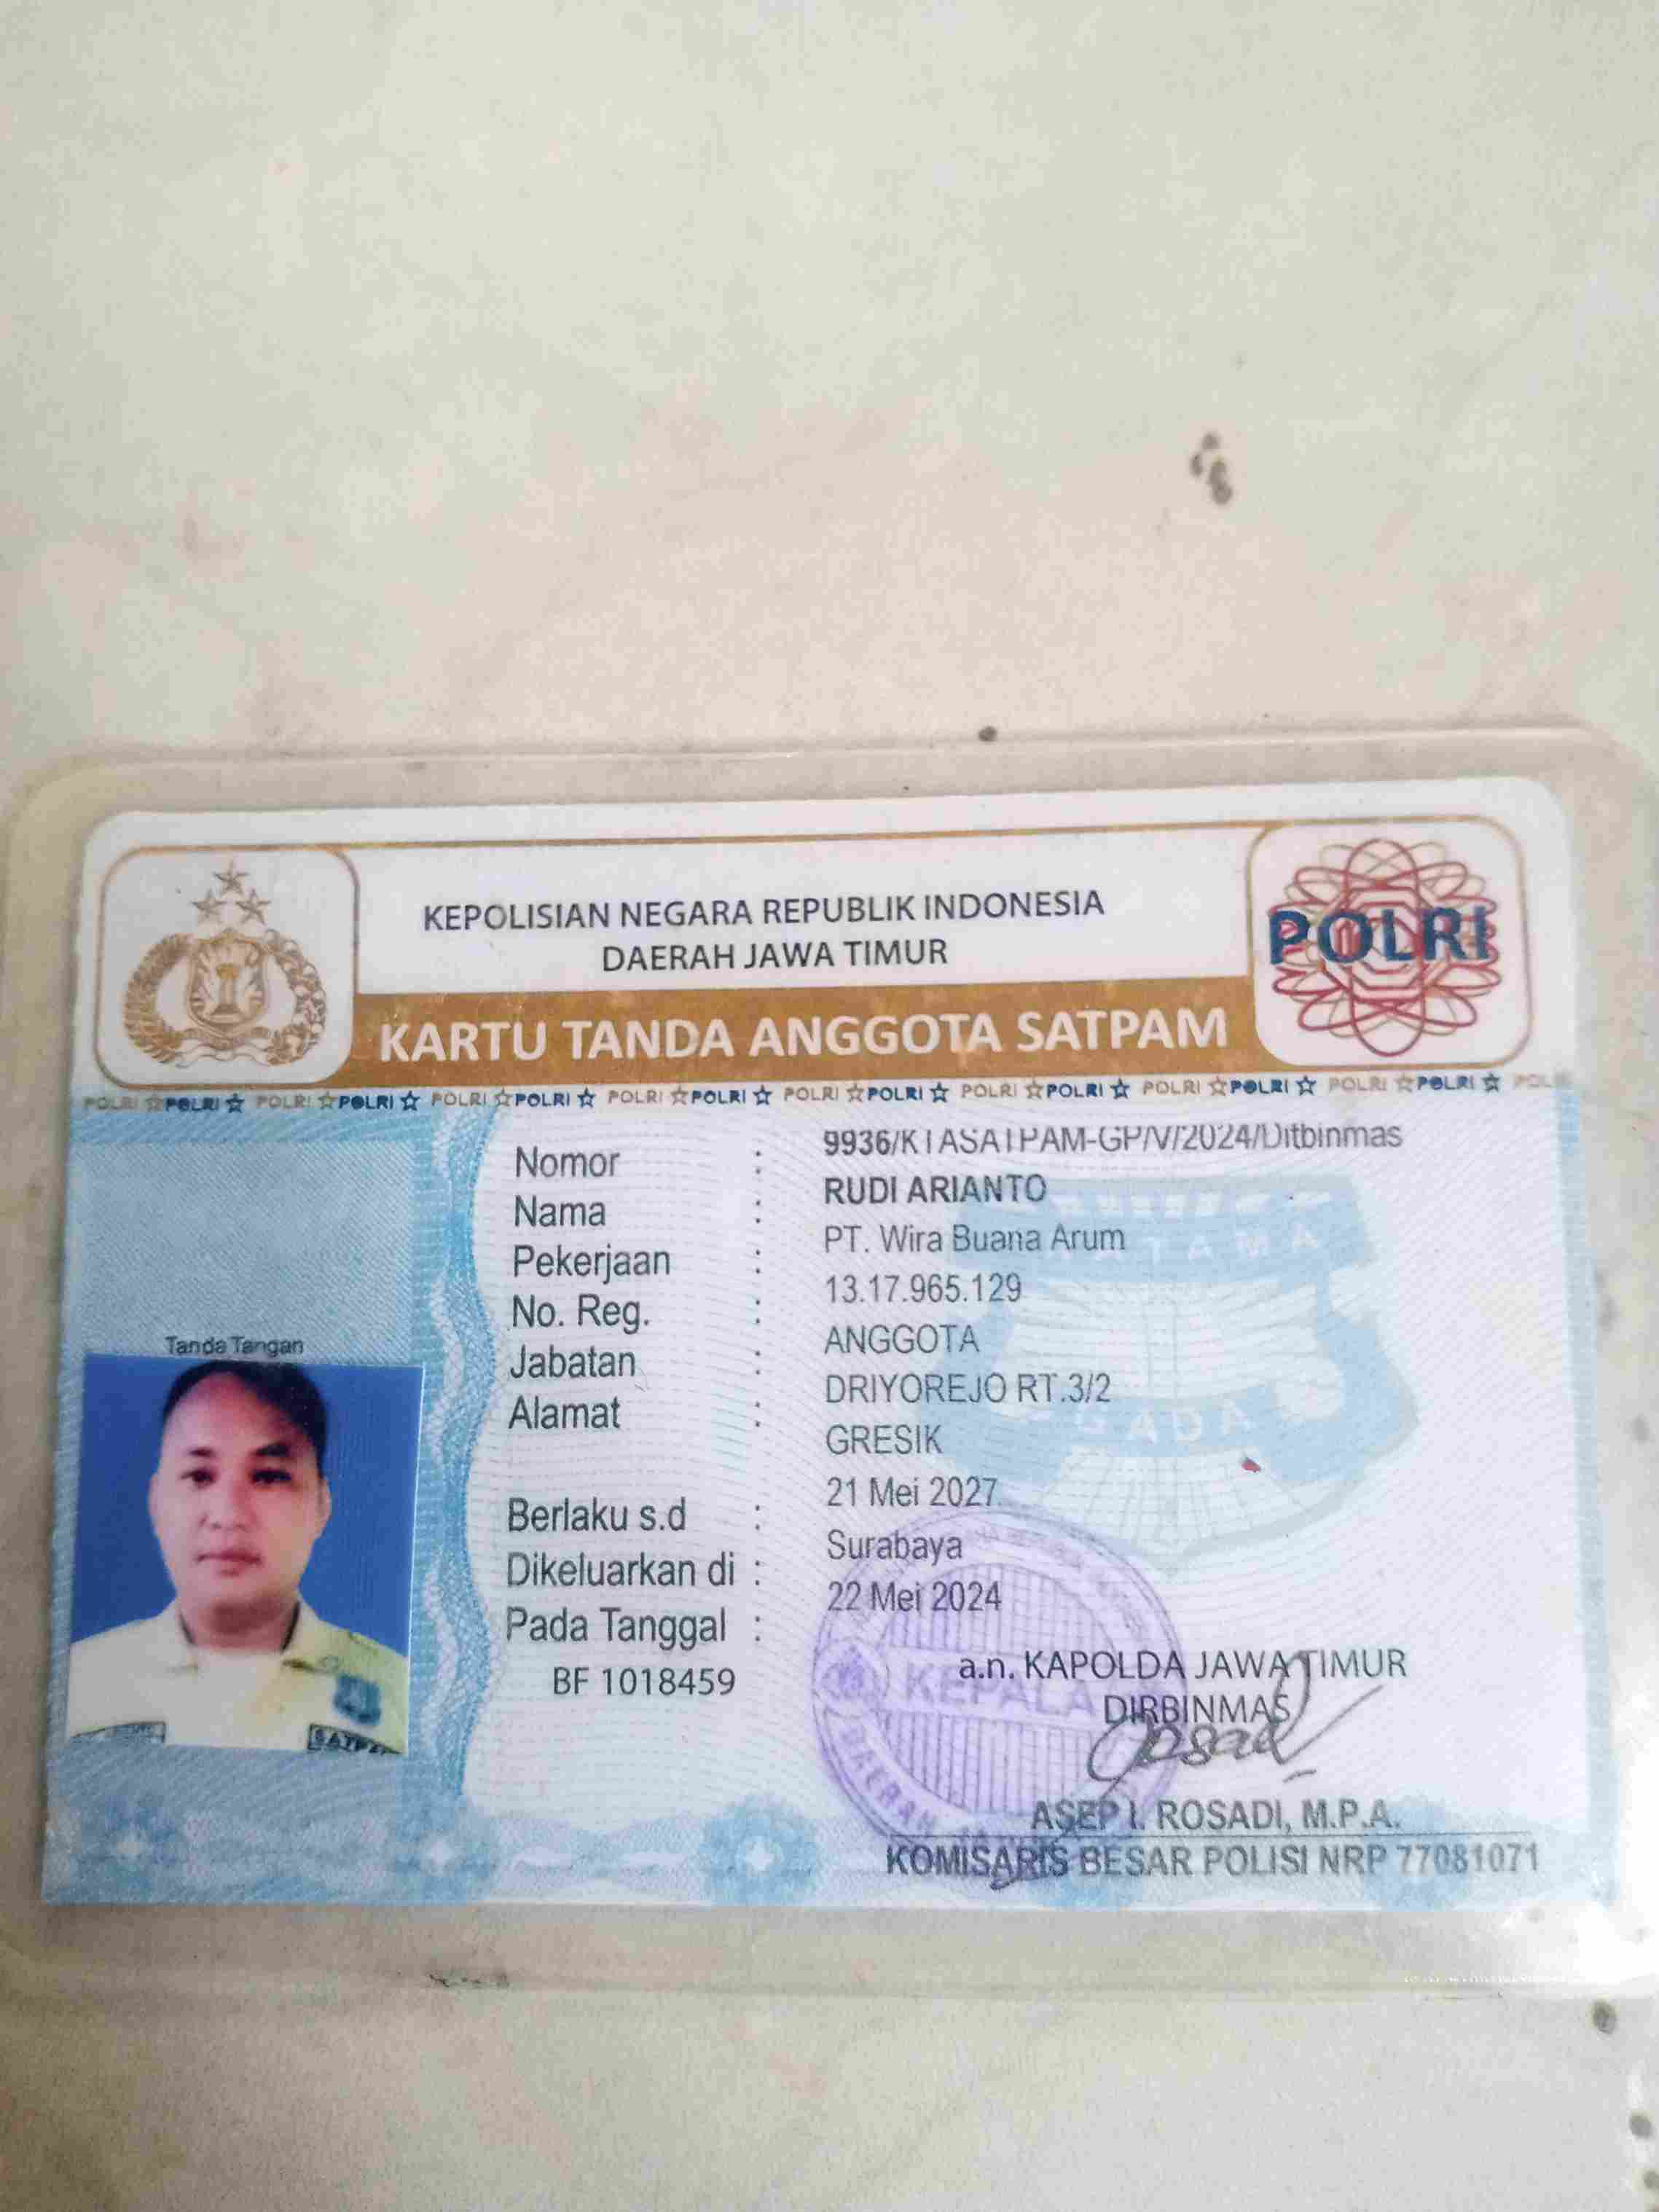 KEPOLISIAN NEGARA REPUBLIK INDONESIA
DAERAH JAWA TIMUR
POLRI
KARTU TANDA ANGGOTA SATPAM
POLRI ☆ POLRI ☆ POLRI ☆ POLRI ☆ POLRI ☆ POLRI ☆ POLRI ☆ POLRI ☆ POLRI ☆ POLRI ☆ POLRI ☆ POLRI ☆ POLRI ☆ POLRI ☆ POLRI ☆ POLRI ☆
Nomor : 9936/KTASATPAM-GP/V/2024/Ditbinmas
Nama : RUDI ARIANTO
Pekerjaan : PT. Wira Buana Arum
No. Reg. : 13.17.965.129
Jabatan : ANGGOTA
Alamat : DRIYOREJO RT.3/2
GRESIK
Berlaku s.d : 21 Mei 2027
Dikeluarkan di : Surabaya
Pada Tanggal : 22 Mei 2024
BF 1018459
Tanda Tangan
SATPAM
a.n. KAPOLDA JAWA TIMUR
DIRBINMAS
KEPALA
DAERAH
ASEP I. ROSADI, M.P.A.
KOMISARIS BESAR POLISI NRP 77081071